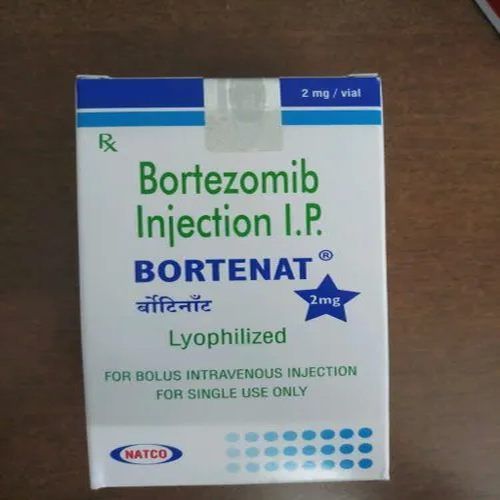 2 mg / vial
Rx
Bortezomib
Injection I.P.
BORTENAT ®
बोर्टिनॅाट
2mg
Lyophilized
FOR BOLUS INTRAVENOUS INJECTION
FOR SINGLE USE ONLY
NATCO